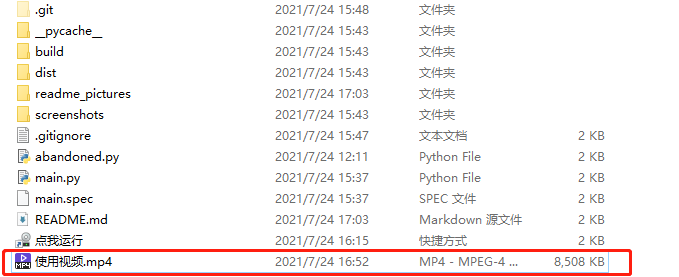 .git 2021/7/24 15:48 文件夹
__pycache__ 2021/7/24 15:43 文件夹
build 2021/7/24 15:43 文件夹
dist 2021/7/24 15:43 文件夹
readme_pictures 2021/7/24 17:03 文件夹
screenshots 2021/7/24 15:43 文件夹
.gitignore 2021/7/24 15:47 文本文档 2 KB
abandoned.py 2021/7/24 12:11 Python File 2 KB
main.py 2021/7/24 15:37 Python File 2 KB
main.spec 2021/7/24 15:37 SPEC 文件 2 KB
README.md 2021/7/24 17:03 Markdown 源文件 2 KB
点我运行 2021/7/24 16:15 快捷方式 2 KB
使用视频.mp4 2021/7/24 16:52 MP4 - MPEG-4 ... 8,508 KB